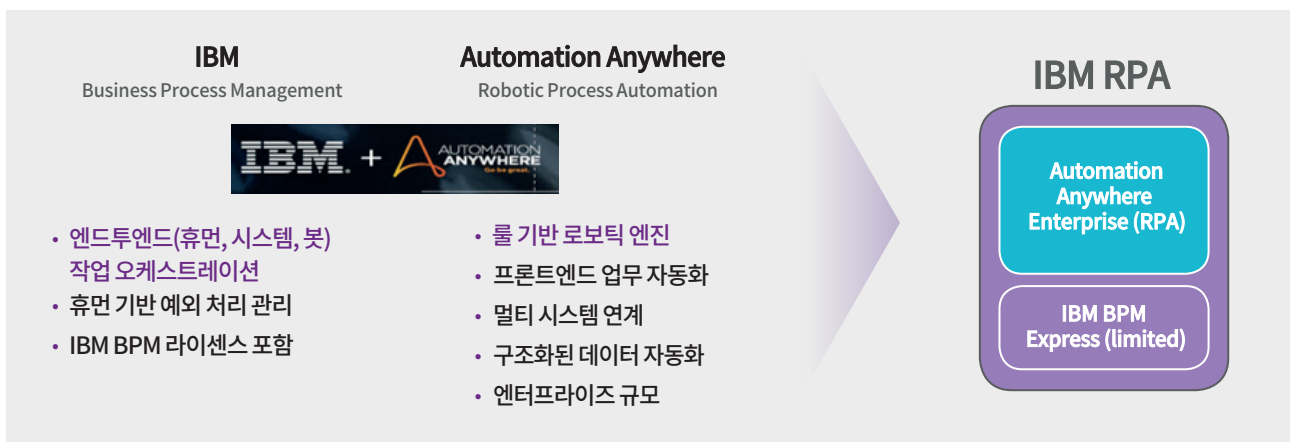 IBM
Business Process Management
Automation Anywhere
Robotic Process Automation
IBM. + AUTOMATION
ANYWHERE
Go be great.
• 엔드투엔드(휴먼, 시스템, 봇)
작업 오케스트레이션
• 휴먼 기반 예외 처리 관리
• IBM BPM 라이센스 포함
• 룰 기반 로보틱 엔진
• 프론트엔드 업무 자동화
• 멀티 시스템 연계
• 구조화된 데이터 자동화
• 엔터프라이즈 규모
IBM RPA
Automation
Anywhere
Enterprise (RPA)
IBM BPM
Express (limited)